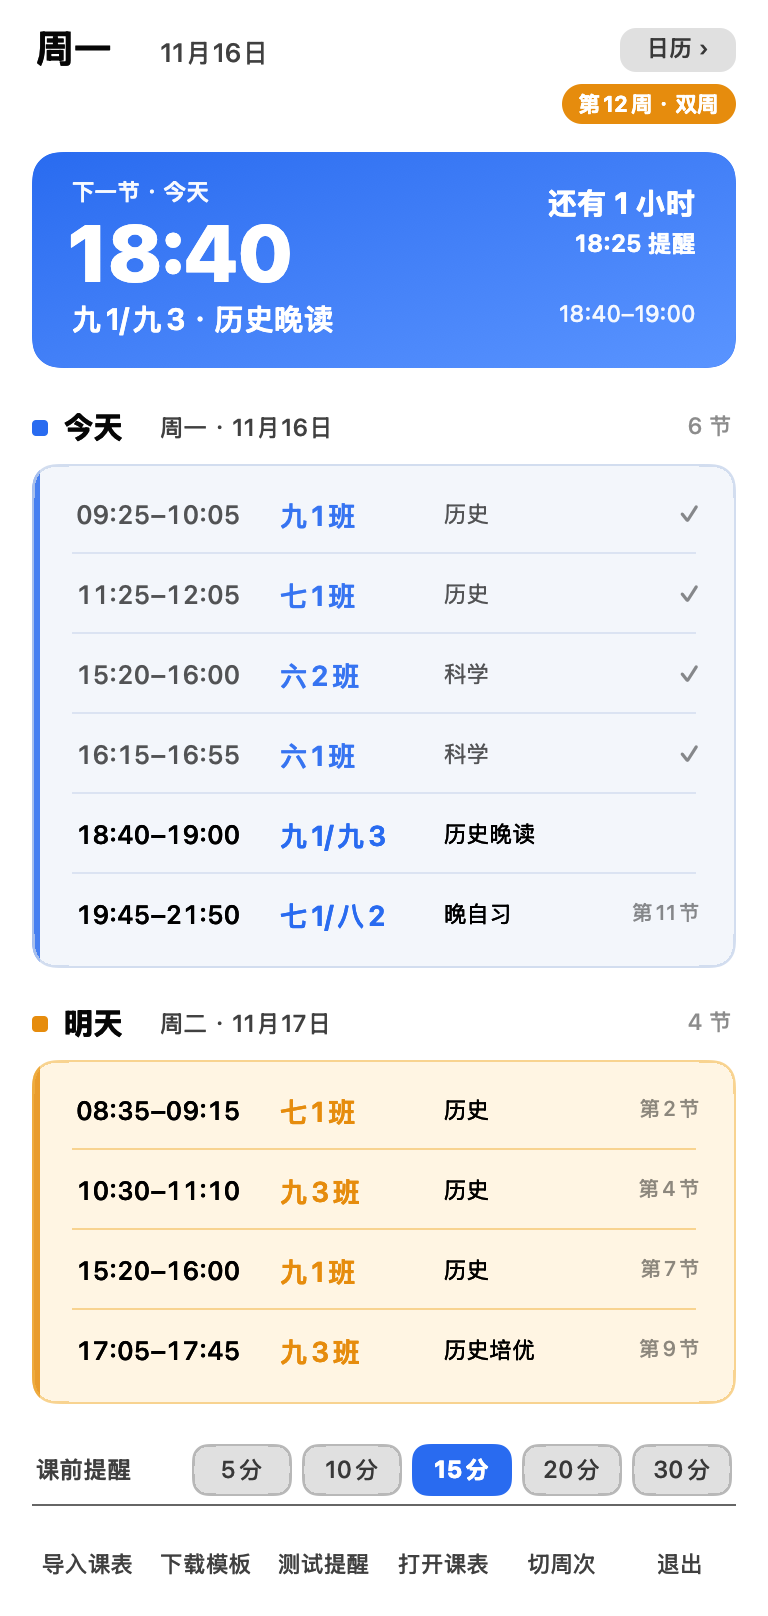 周一 11月16日 日历 ›
第12周 · 双周
下一节 · 今天
还有 1 小时
18:40
18:25 提醒
九1/九3 · 历史晚读
18:40–19:00
今天 周一 · 11月16日 6 节
09:25–10:05 九1班 历史 ✓
11:25–12:05 七1班 历史 ✓
15:20–16:00 六2班 科学 ✓
16:15–16:55 六1班 科学 ✓
18:40–19:00 九1/九3 历史晚读
19:45–21:50 七1/八2 晚自习 第11节
明天 周二 · 11月17日 4 节
08:35–09:15 七1班 历史 第2节
10:30–11:10 九3班 历史 第4节
15:20–16:00 九1班 历史 第7节
17:05–17:45 九3班 历史培优 第9节
课前提醒 5分 10分 15分 20分 30分
导入课表 下载模板 测试提醒 打开课表 切周次 退出